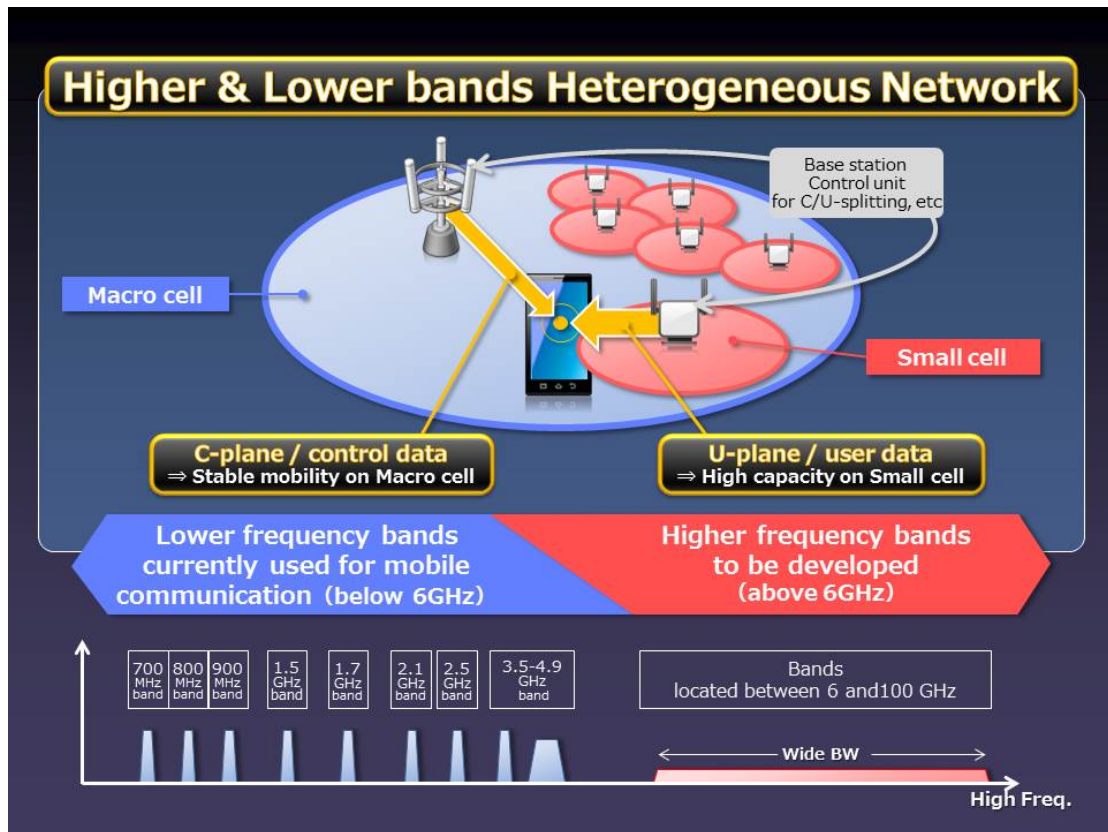 Higher & Lower bands Heterogeneous Network
Base station
Control unit
for C/U-splitting, etc
Macro cell
Small cell
C-plane / control data
⇒ Stable mobility on Macro cell
U-plane / user data
⇒ High capacity on Small cell
Lower frequency bands
currently used for mobile
communication (below 6GHz)
Higher frequency bands
to be developed
(above 6GHz)
700
MHz
band
800
MHz
band
900
MHz
band
1.5
GHz
band
1.7
GHz
band
2.1
GHz
band
2.5
GHz
band
3.5-4.9
GHz
band
Bands
located between 6 and100 GHz
Wide BW
High Freq.